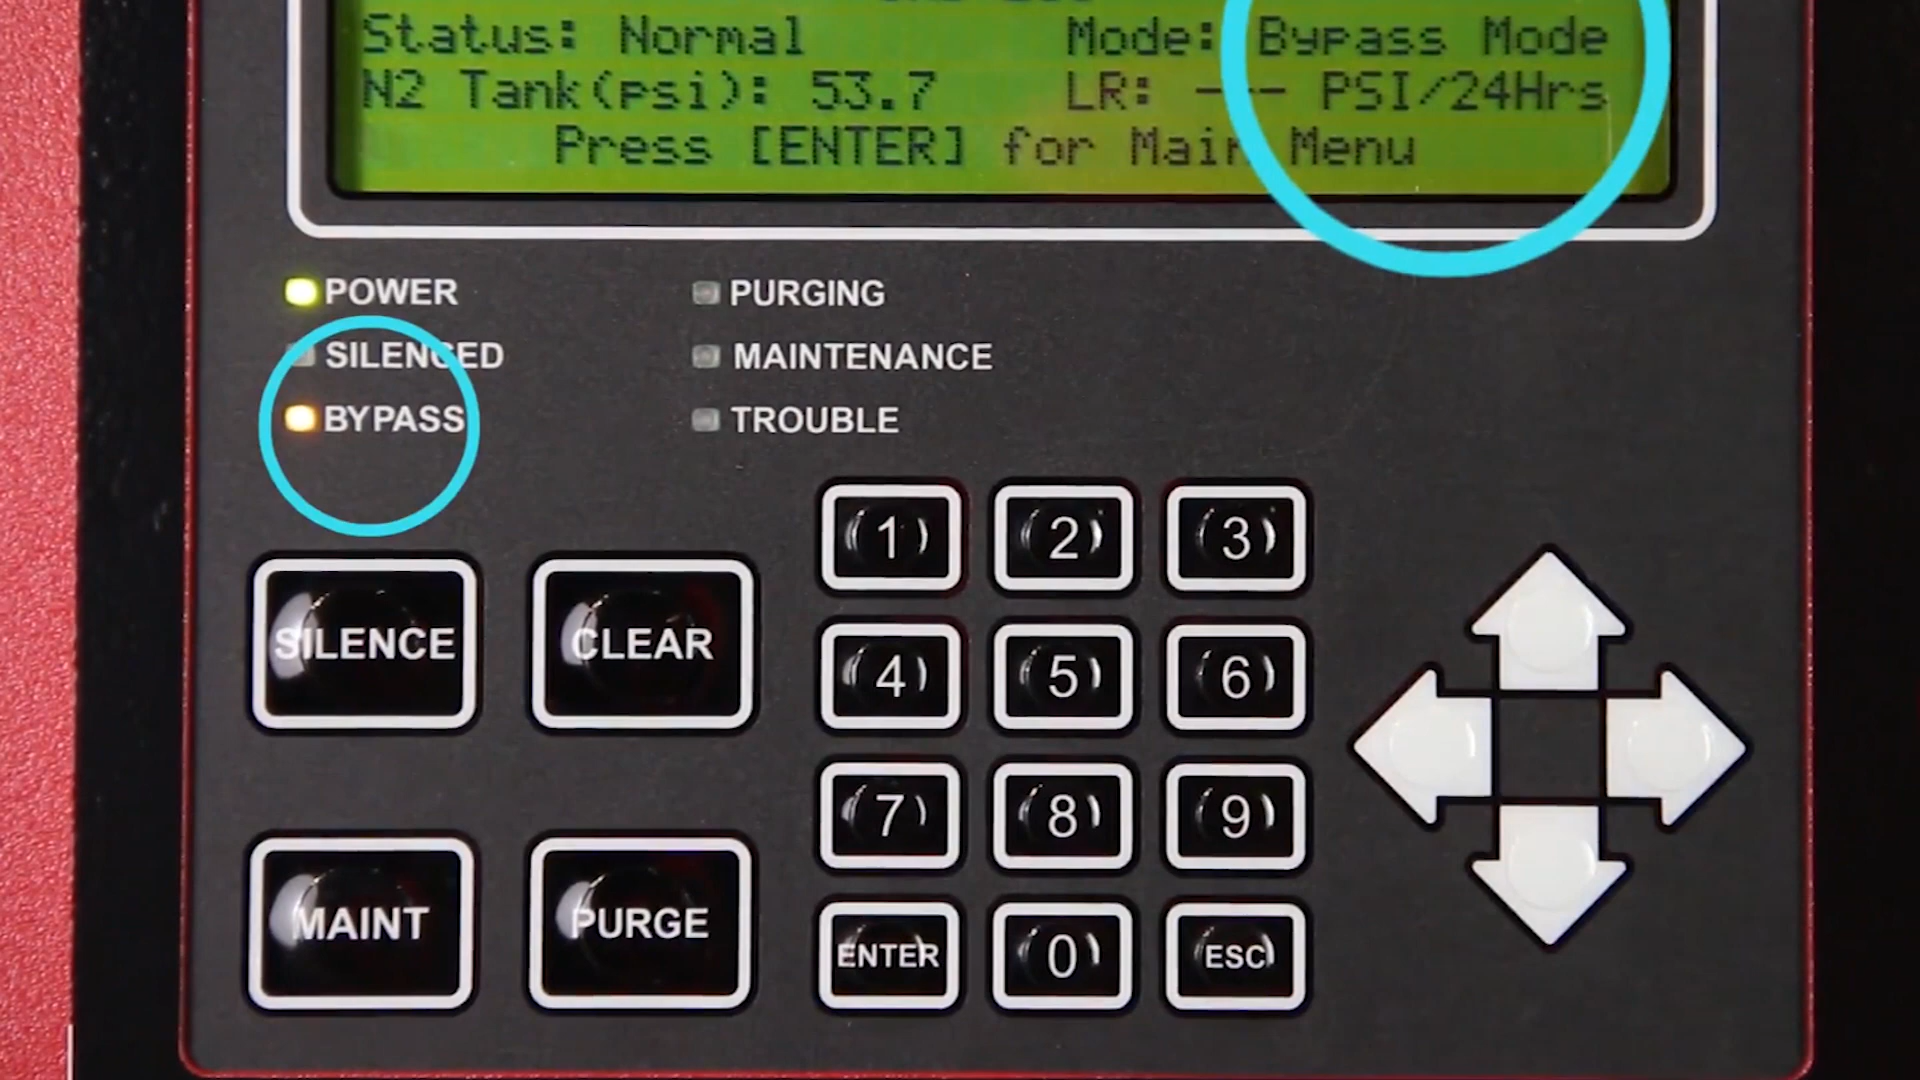 Status: Normal Mode: Bypass Mode
N2 Tank(psi): 53.7 LR: --- PSI/24Hrs
Press [ENTER] for Main Menu
POWER PURGING
SILENCED MAINTENANCE
BYPASS TROUBLE
1 2 3
SILENCE CLEAR 4 5 6
7 8 9
MAINT PURGE
ENTER 0 ESC